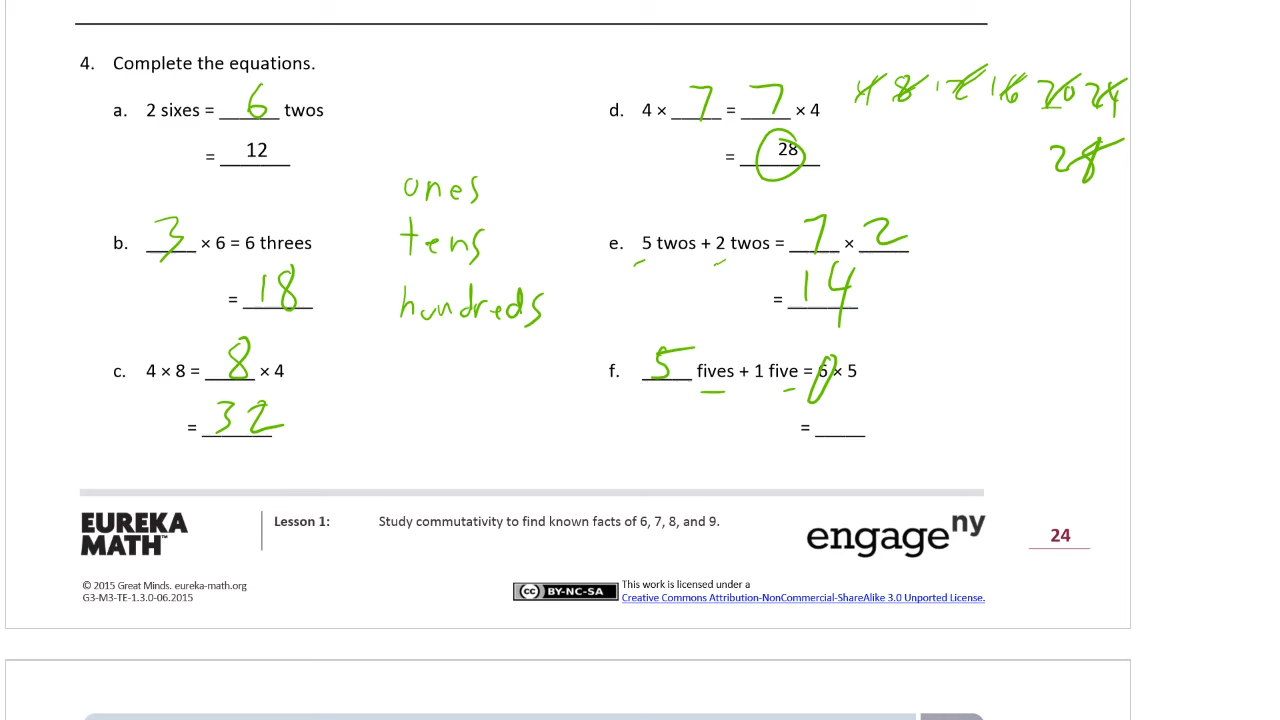 4. Complete the equations.
a. 2 sixes = 6 twos
= 12
b. 3 × 6 = 6 threes
= 18
c. 4 × 8 = 8 × 4
= 32
ones
tens
hundreds
d. 4 × 7 = 7 × 4
= 28
4 8 12 16 20 24
28
e. 5 twos + 2 twos = 7 × 2
= 14
f. 5 fives + 1 five = 6 × 5
= _____
EUREKA
MATH™
Lesson 1: Study commutativity to find known facts of 6, 7, 8, and 9.
engage ny
24
© 2015 Great Minds. eureka-math.org
G3-M3-TE-1.3.0-06.2015
cc BY-NC-SA
This work is licensed under a
Creative Commons Attribution-NonCommercial-ShareAlike 3.0 Unported License.